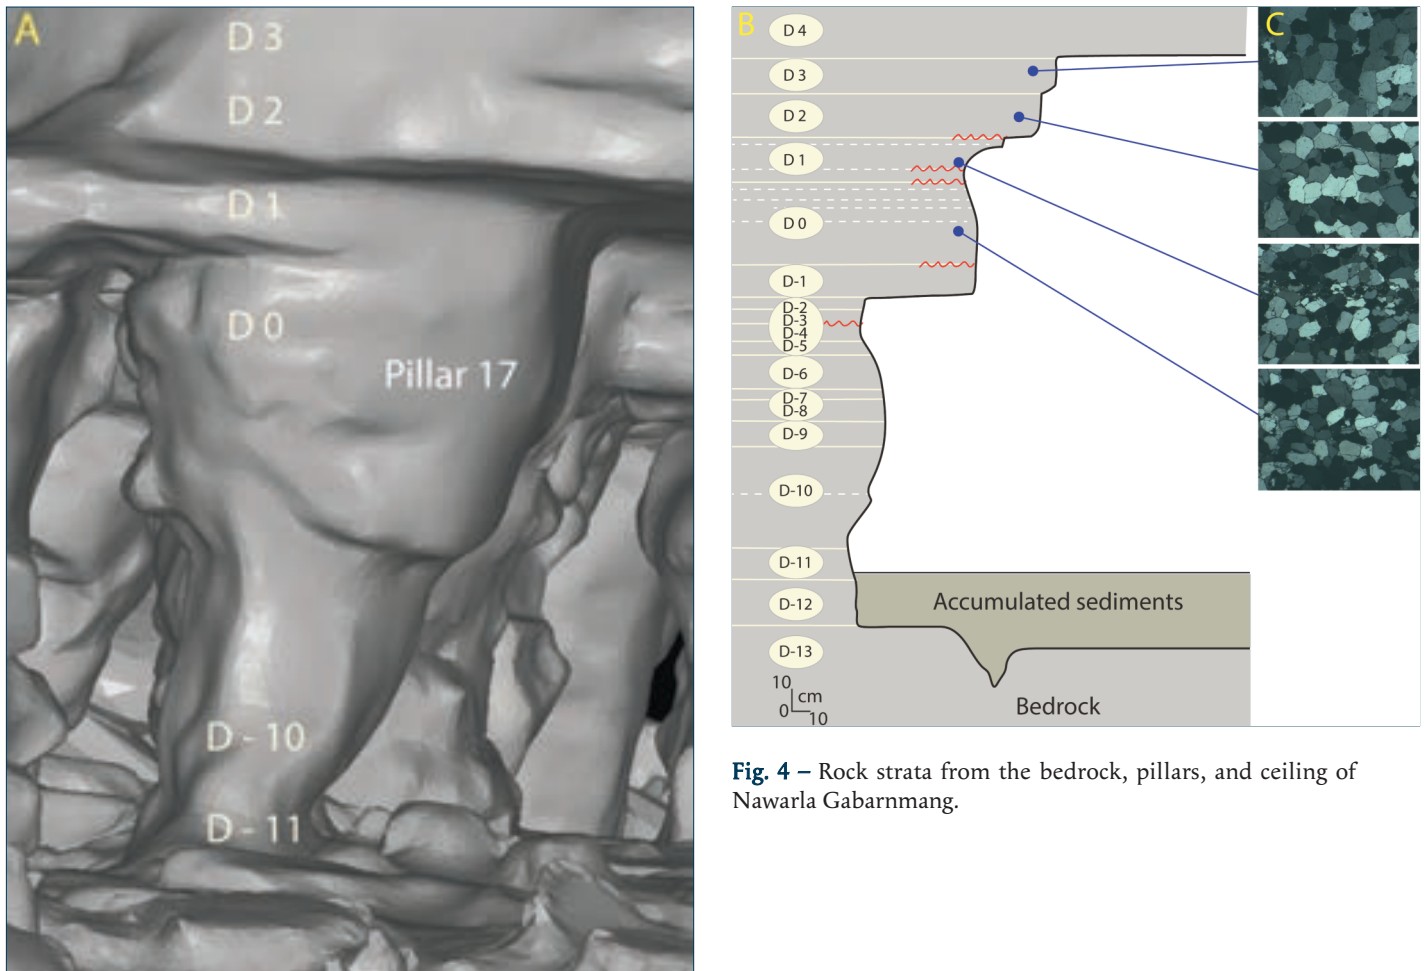 A
D 3
D 2
D 1
D 0
Pillar 17
D - 10
D - 11
B
D 4
D 3
D 2
D 1
D 0
D-1
D-2
D-3
D-4
D-5
D-6
D-7
D-8
D-9
D-10
D-11
D-12
D-13
Accumulated sediments
Bedrock
10
cm
0
10
C
Fig. 4 – Rock strata from the bedrock, pillars, and ceiling of
Nawarla Gabarnmang.